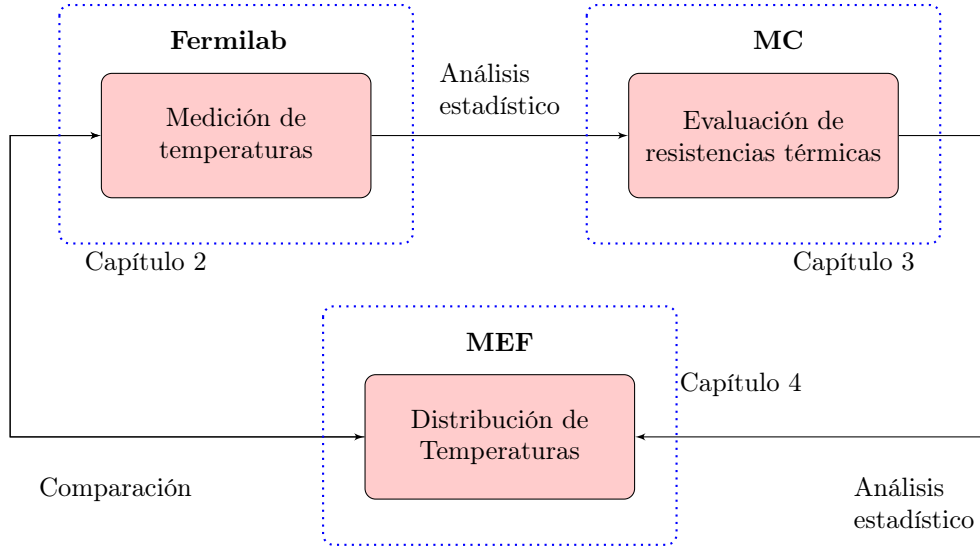 Fermilab
Medición de
temperaturas
Capítulo 2
Análisis
estadístico
MC
Evaluación de
resistencias térmicas
Capítulo 3
MEF
Distribución de
Temperaturas
Capítulo 4
Comparación
Análisis
estadístico